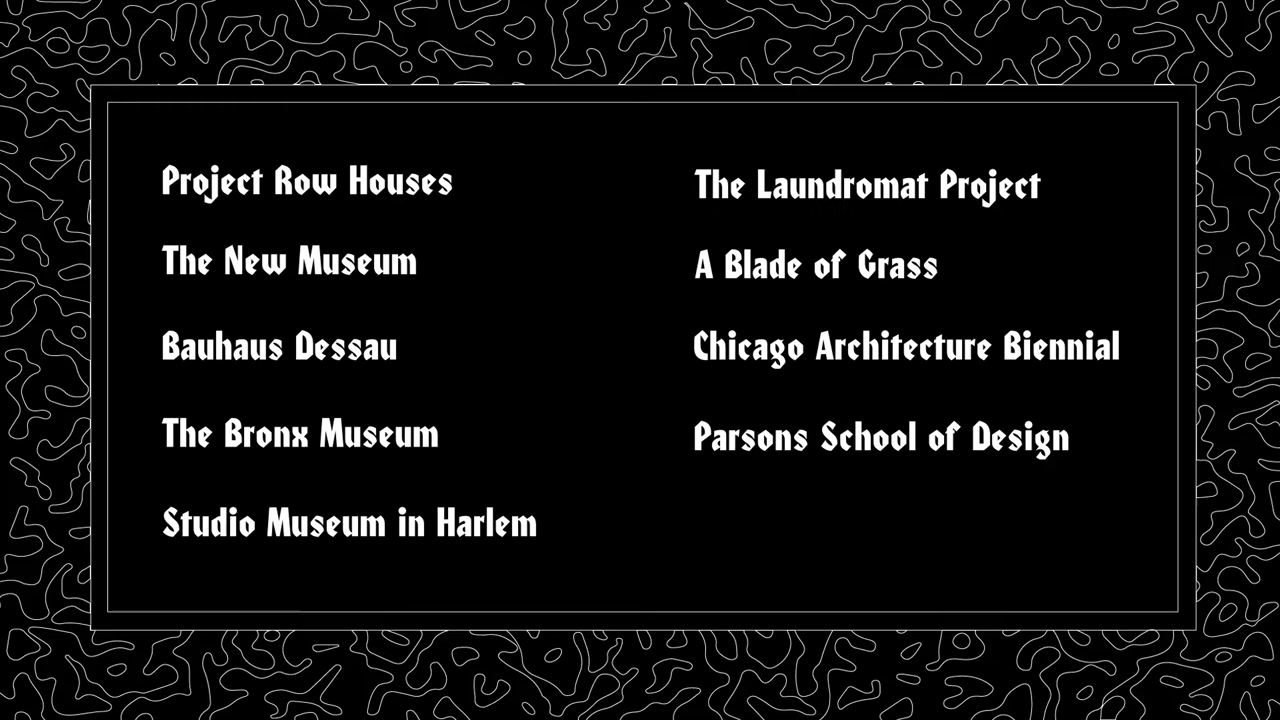 Project Row Houses
The New Museum
Bauhaus Dessau
The Bronx Museum
Studio Museum in Harlem
The Laundromat Project
A Blade of Grass
Chicago Architecture Biennial
Parsons School of Design